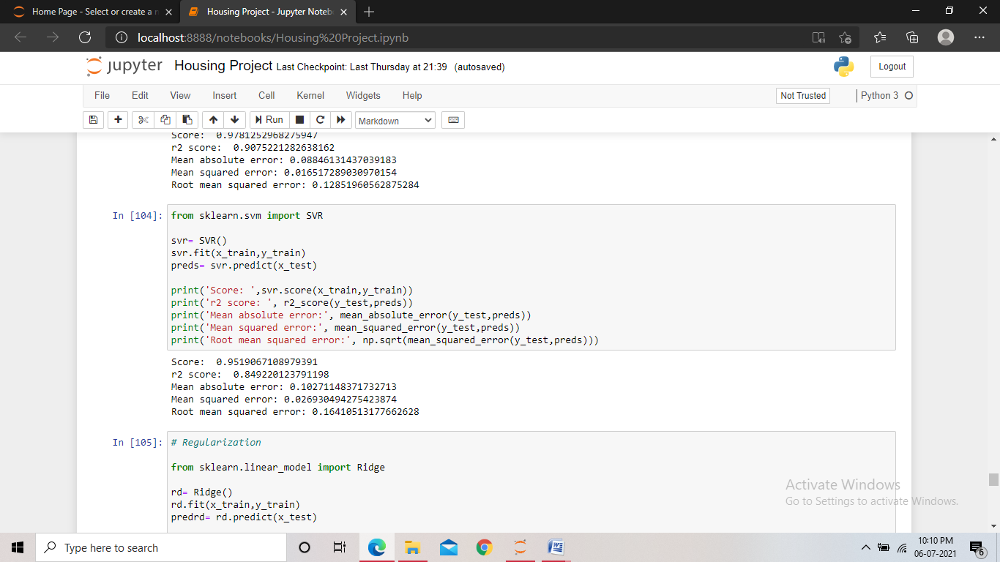 Home Page - Select or create a n
Housing Project - Jupyter Noteb
localhost:8888/notebooks/Housing%20Project.ipynb
jupyter Housing Project Last Checkpoint: Last Thursday at 21:39 (autosaved)
Logout
File Edit View Insert Cell Kernel Widgets Help
Not Trusted Python 3
Run Markdown
Score:  0.9781252968275947
r2 score:  0.9075221282638162
Mean absolute error: 0.08846131437039183
Mean squared error: 0.016517289030970154
Root mean squared error: 0.12851960562875284
In [104]: from sklearn.svm import SVR
svr= SVR()
svr.fit(x_train,y_train)
preds= svr.predict(x_test)
print('Score: ',svr.score(x_train,y_train))
print('r2 score: ', r2_score(y_test,preds))
print('Mean absolute error:', mean_absolute_error(y_test,preds))
print('Mean squared error:', mean_squared_error(y_test,preds))
print('Root mean squared error:', np.sqrt(mean_squared_error(y_test,preds)))
Score:  0.9519067108979391
r2 score:  0.849220123791198
Mean absolute error: 0.10271148371732713
Mean squared error: 0.026930494275423874
Root mean squared error: 0.16410513177662628
In [105]: # Regularization
from sklearn.linear_model import Ridge
rd= Ridge()
rd.fit(x_train,y_train)
predrd= rd.predict(x_test)
Activate Windows
Go to Settings to activate Windows.
Type here to search
10:10 PM
06-07-2021
6